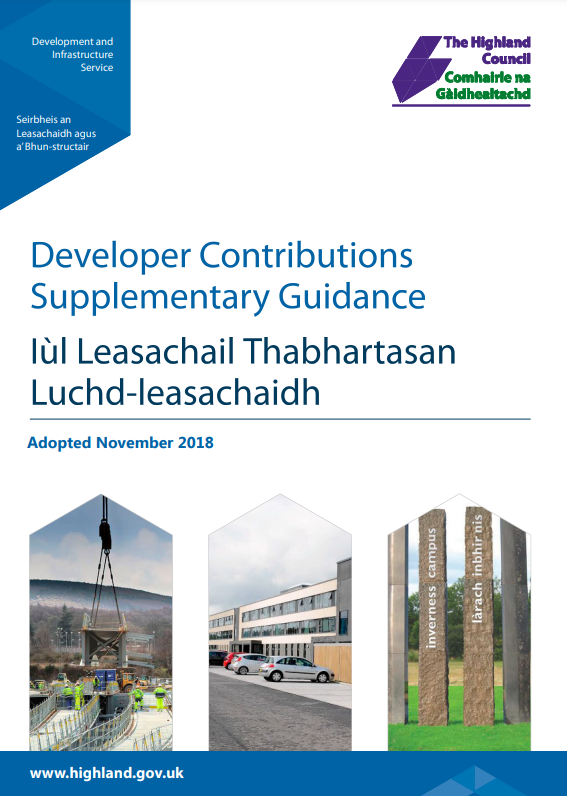 Development and
Infrastructure
Service
Seirbheis an
Leasachaidh agus
a' Bhun-structair
The Highland
Council
Comhairle na
Gàidhealtachd
Developer Contributions
Supplementary Guidance
Iùl Leasachail Thabhartasan
Luchd-leasachaidh
Adopted November 2018
inverness campus
làrach inbhir nis
www.highland.gov.uk